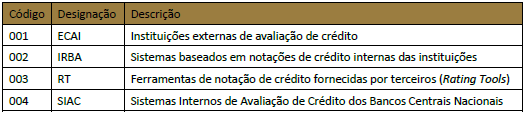 Código Designação Descrição
001 ECAI Instituições externas de avaliação de crédito
002 IRBA Sistemas baseados em notações de crédito internas das instituições
003 RT Ferramentas de notação de crédito fornecidas por terceiros (Rating Tools)
004 SIAC Sistemas Internos de Avaliação de Crédito dos Bancos Centrais Nacionais